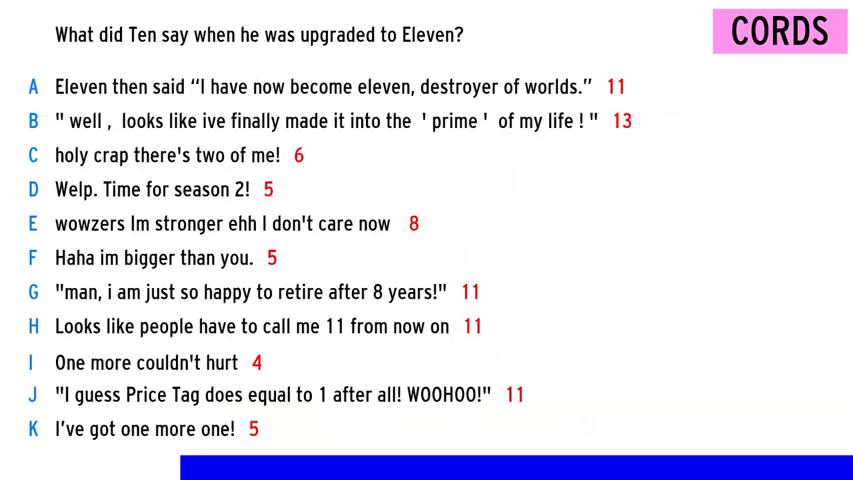 What did Ten say when he was upgraded to Eleven?
CORDS
A Eleven then said “I have now become eleven, destroyer of worlds.” 11
B " well , looks like ive finally made it into the ' prime ' of my life ! " 13
C holy crap there's two of me! 6
D Welp. Time for season 2! 5
E wowzers Im stronger ehh I don't care now 8
F Haha im bigger than you. 5
G "man, i am just so happy to retire after 8 years!" 11
H Looks like people have to call me 11 from now on 11
I One more couldn't hurt 4
J "I guess Price Tag does equal to 1 after all! WOOHOO!" 11
K I’ve got one more one! 5